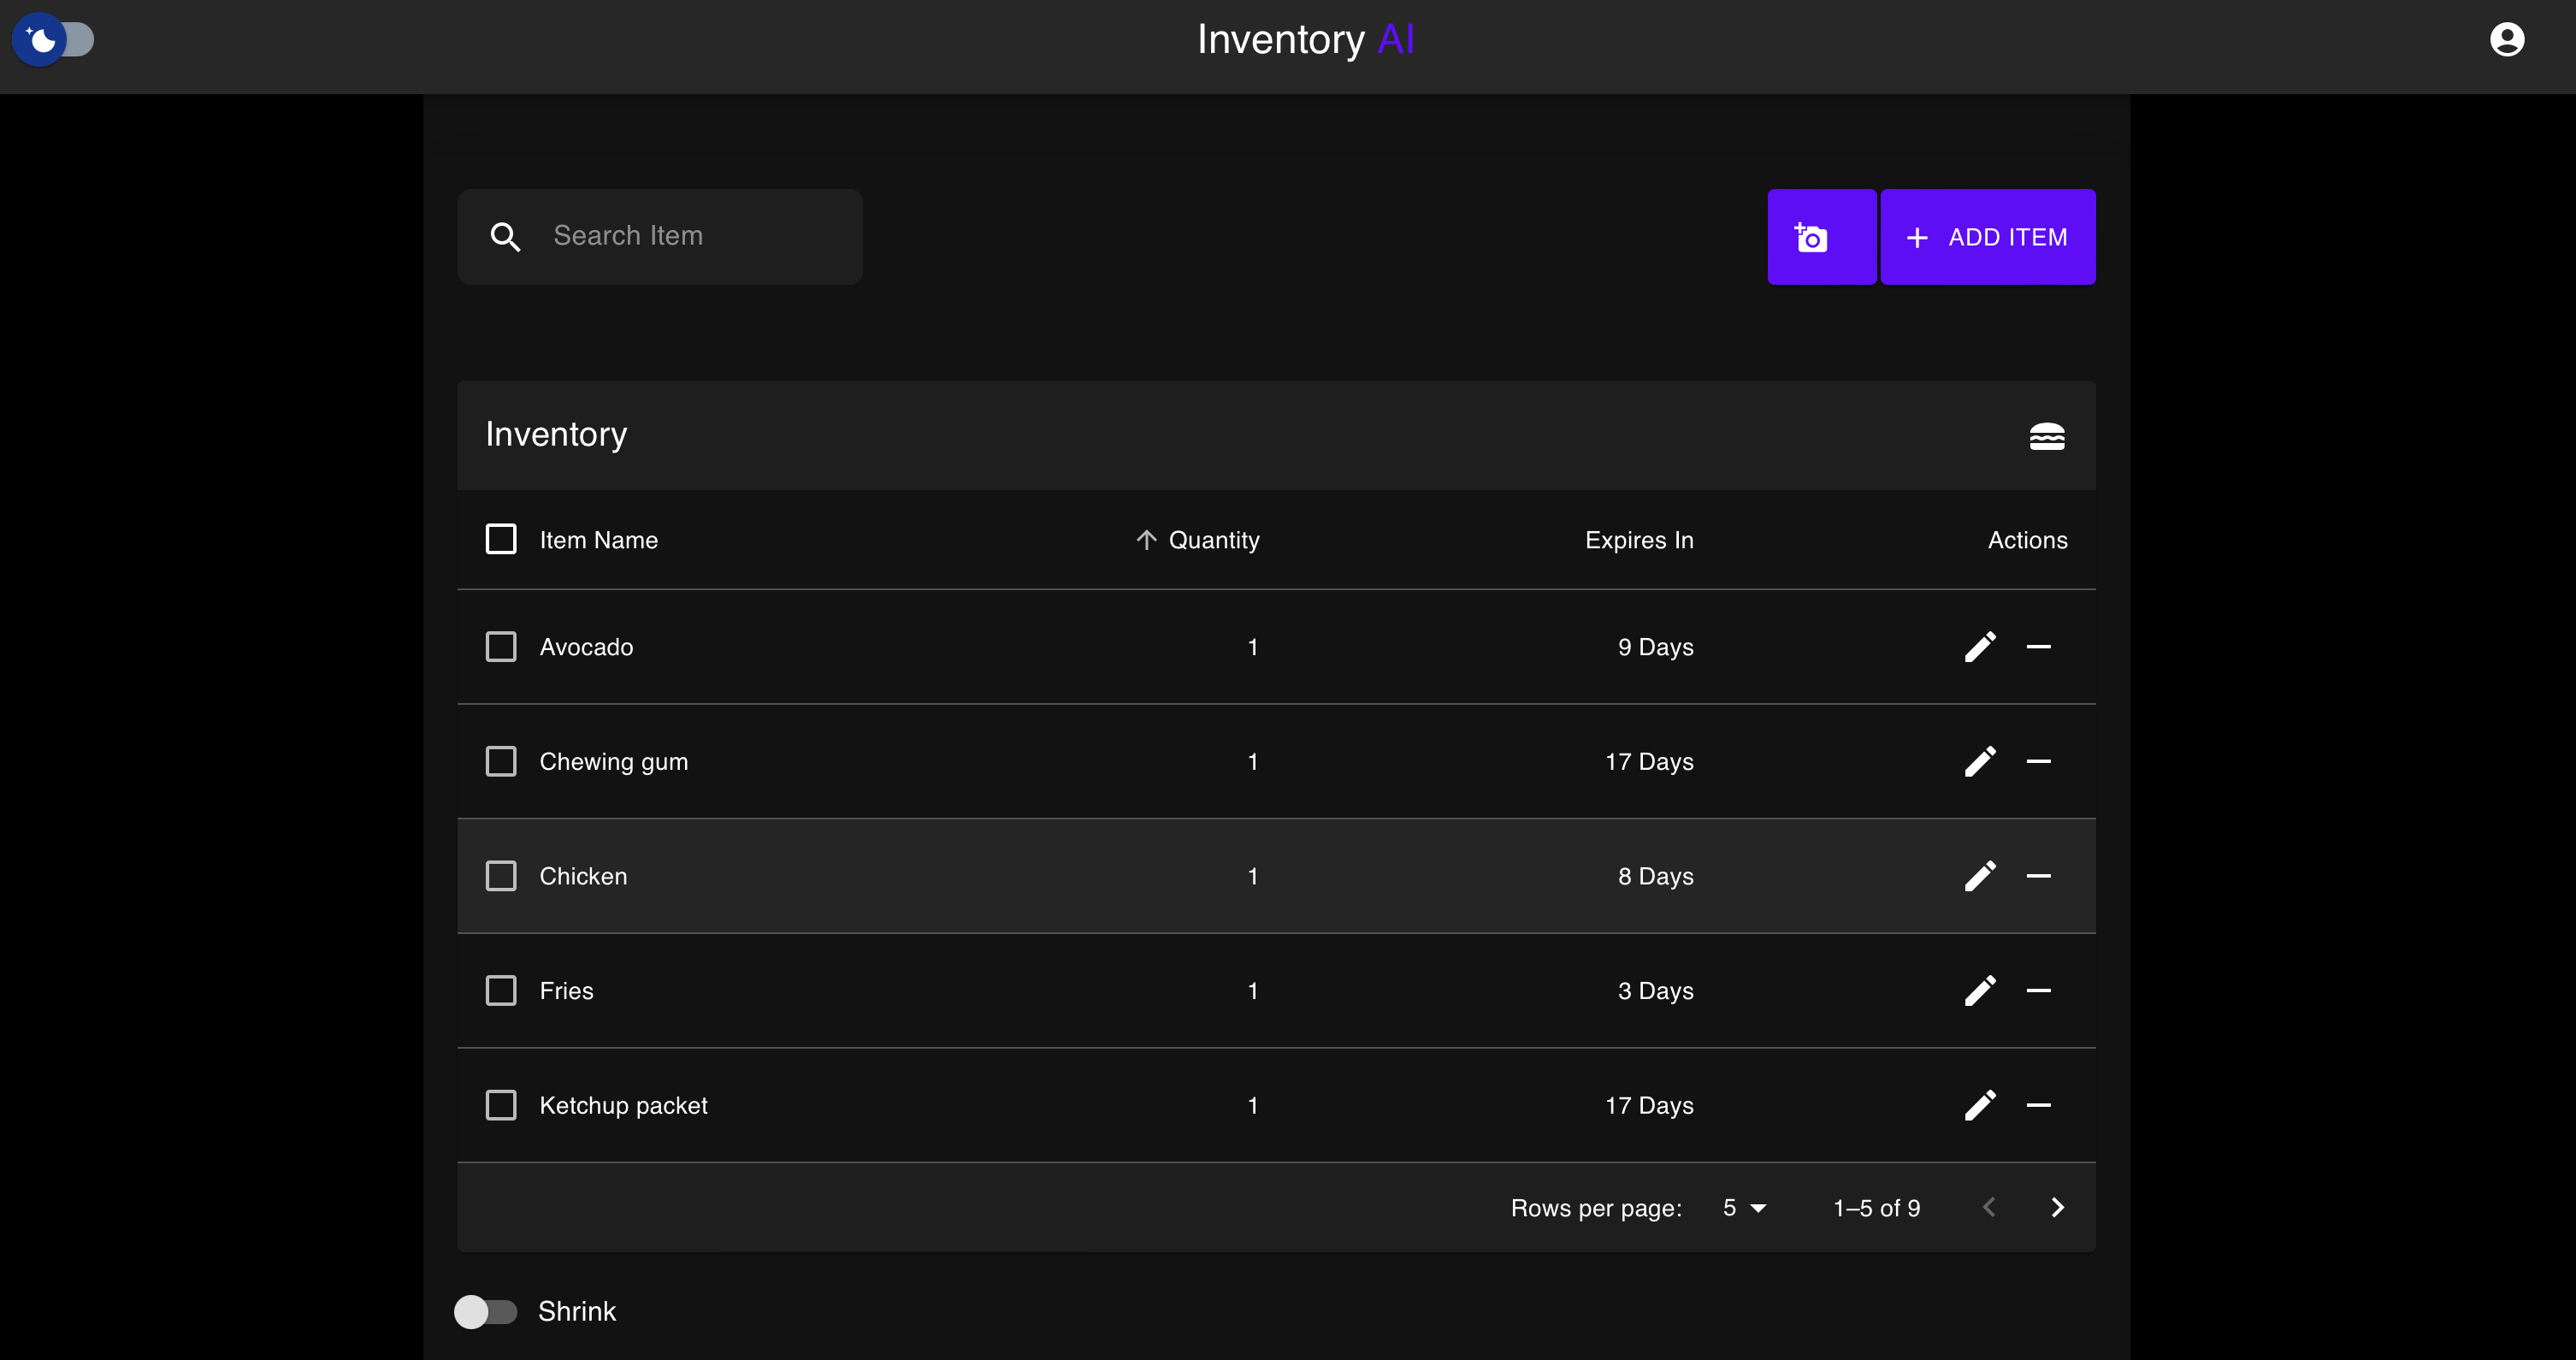 Inventory AI
Search Item
ADD ITEM
Inventory
Item Name Quantity Expires In Actions
Avocado 1 9 Days
Chewing gum 1 17 Days
Chicken 1 8 Days
Fries 1 3 Days
Ketchup packet 1 17 Days
Rows per page: 5 1–5 of 9
Shrink